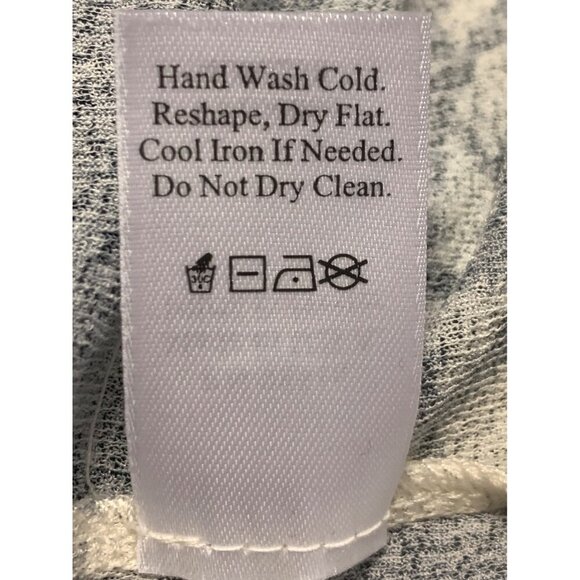 Hand Wash Cold.
Reshape, Dry Flat.
Cool Iron If Needed.
Do Not Dry Clean.